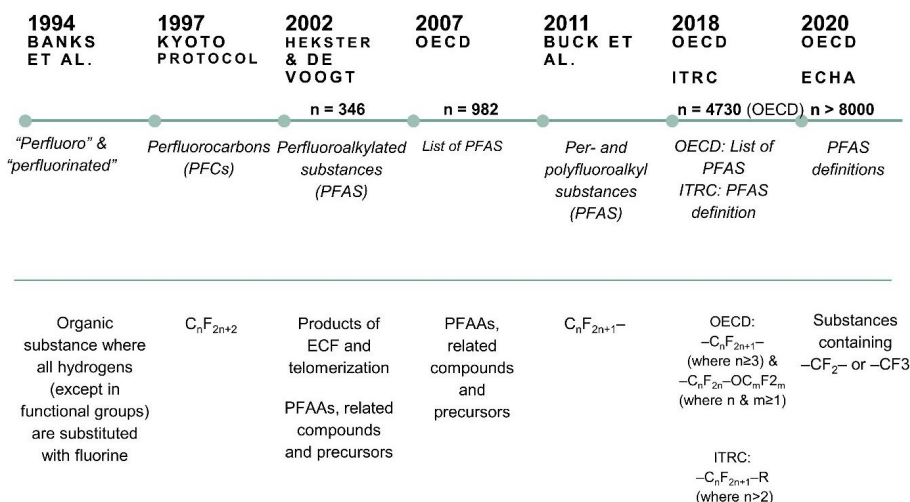 1994
BANKS
ET AL.
1997
KYOTO
PROTOCOL
2002
HEKSTER
& DE
VOOGT
2007
OECD
2011
BUCK ET
AL.
2018
OECD
ITRC
2020
OECD
ECHA
n = 346
n = 982
n = 4730 (OECD)
n > 8000
“Perfluoro” &
“perfluorinated”
Perfluorocarbons
(PFCs)
Perfluoroalkylated
substances
(PFAS)
List of PFAS
Per- and
polyfluoroalkyl
substances
(PFAS)
OECD: List of
PFAS
ITRC: PFAS
definition
PFAS
definitions
Organic
substance where
all hydrogens
(except in
functional groups)
are substituted
with fluorine
CₙF₂ₙ₊₂
Products of
ECF and
telomerization
PFAAs, related
compounds
and precursors
PFAAs,
related
compounds
and
precursors
CₙF₂ₙ₊₁–
OECD:
–CₙF₂ₙ₊₁–
(where n≥3) &
–CₙF₂ₙ–OCₘF2ₘ
(where n & m≥1)
ITRC:
–CₙF₂ₙ₊₁–R
(where n>2)
Substances
containing
–CF₂– or –CF3